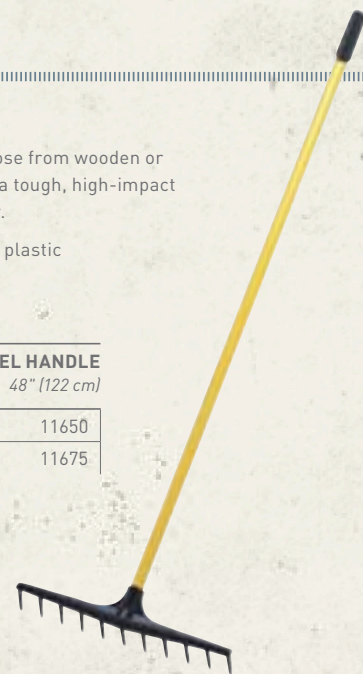 ose from wooden or
a tough, high-impact
.
plastic
EL HANDLE
48" (122 cm)
11650
11675